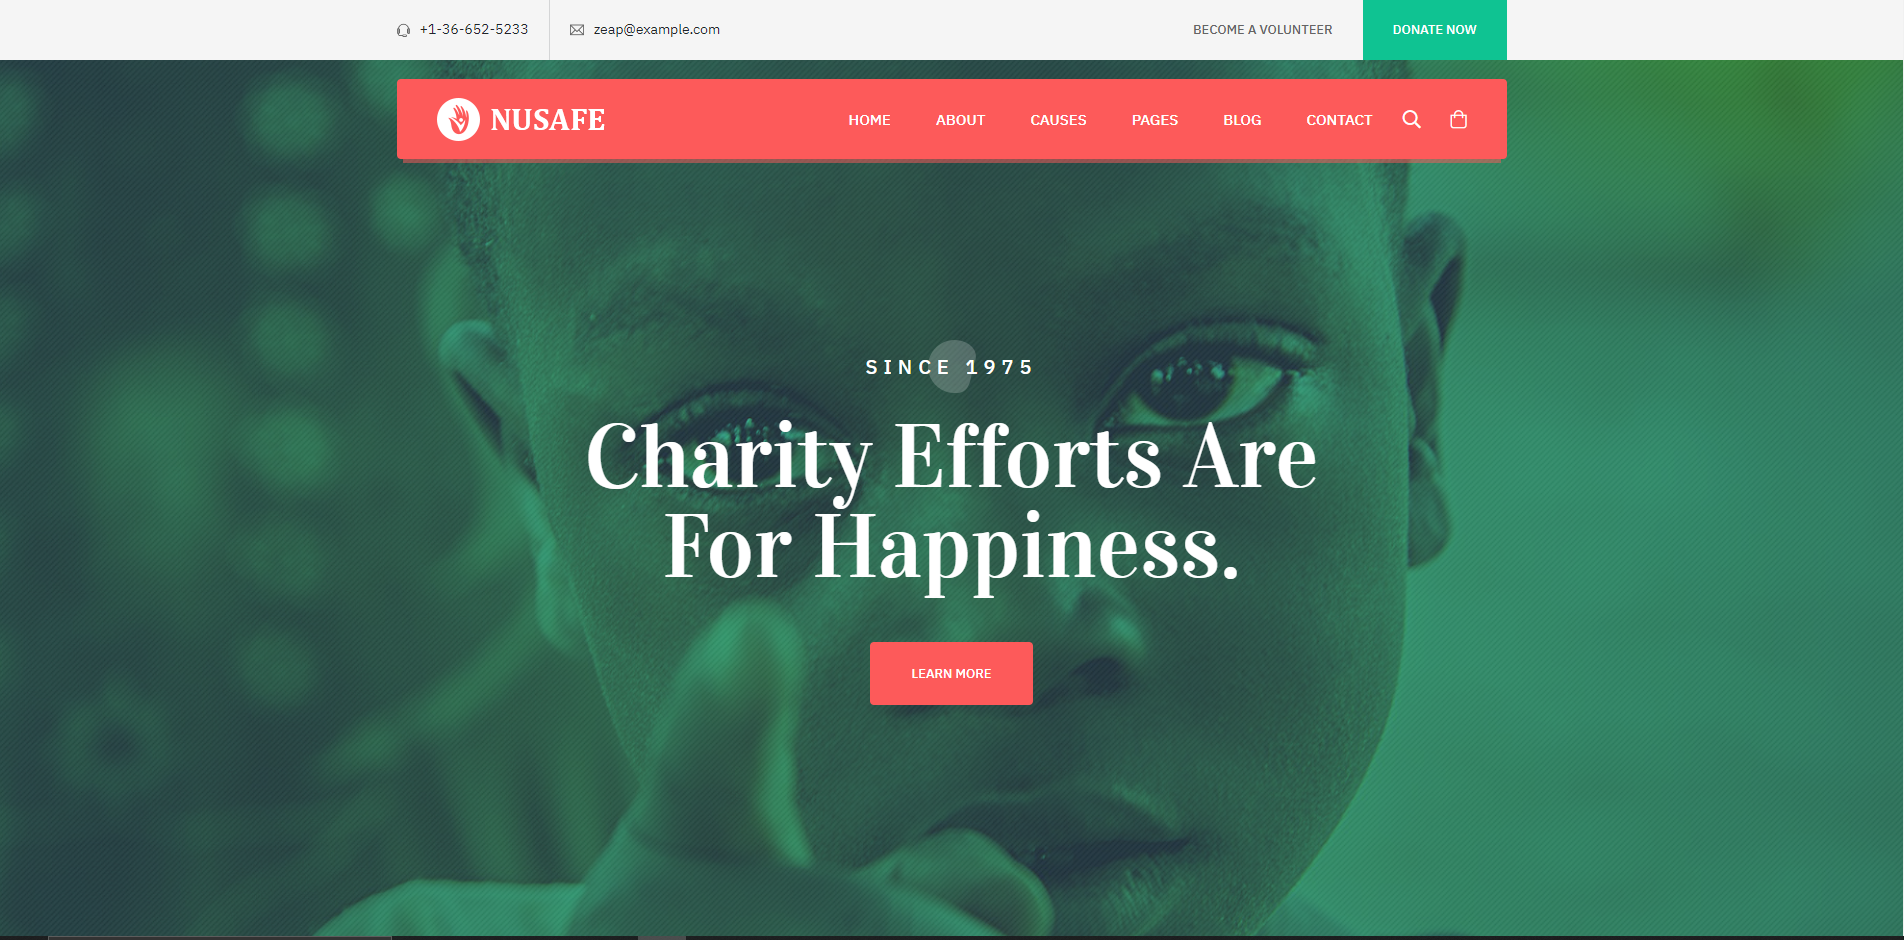 +1-36-652-5233
zeap@example.com
BECOME A VOLUNTEER
DONATE NOW
NUSAFE
HOME ABOUT CAUSES PAGES BLOG CONTACT
SINCE 1975
Charity Efforts Are
For Happiness.
LEARN MORE